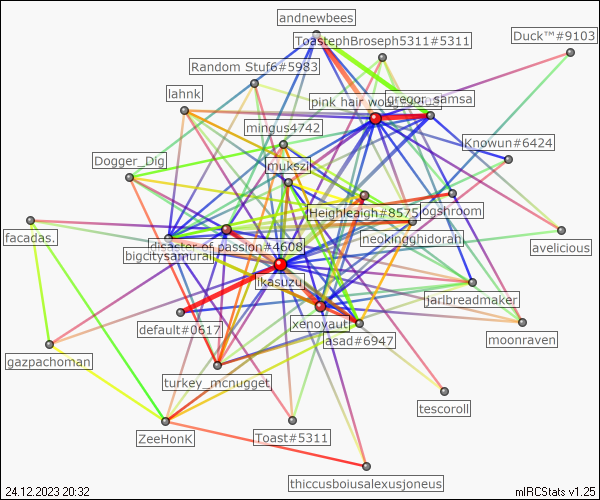 andnewbees
Duck™#9103
ToastephBroseph5311#5311
Random Stuf6#5983
lahnk
pink hair
gregor_samsa
mingus4742
Knowun#6424
Dogger_Dig
mukszi
Heighleaigh#8575
ogshroom
facadas.
disaster of passion#4608
neokingghidorah
avelicious
bigcitysamurai
ikasuzu
jarlbreadmaker
default#0617
xenoyaut
asad#6947
moonraven
gazpachoman
turkey_mcnugget
tescoroll
ZeeHonK
Toast#5311
thiccusboiusalexusjoneus
24.12.2023 20:32
mIRCStats v1.25